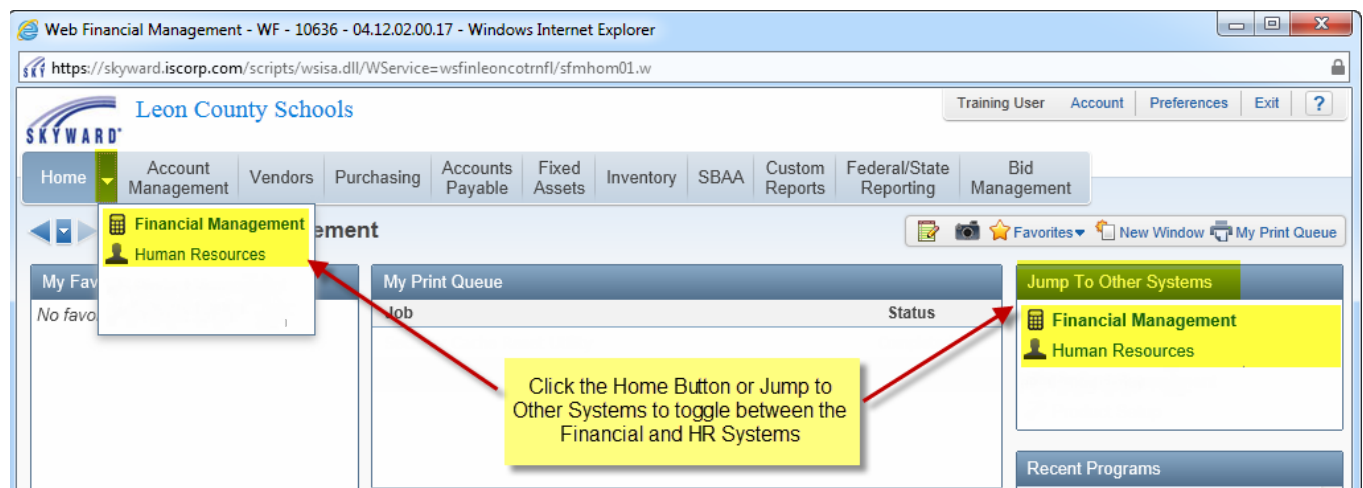 Web Financial Management - WF - 10636 - 04.12.02.00.17 - Windows Internet Explorer
https://skyward.iscorp.com/scripts/wsisa.dll/WService=wsfinleoncotrnfl/sfmhom01.w
SKYWARD
Leon County Schools
Training User Account Preferences Exit ?
Home
Account
Management
Vendors
Purchasing
Accounts
Payable
Fixed
Assets
Inventory
SBAA
Custom
Reports
Federal/State
Reporting
Bid
Management
Financial Management
Human Resources
ement
Favorites New Window My Print Queue
My Fav
No favo
My Print Queue
Job Status
Jump To Other Systems
Financial Management
Human Resources
Click the Home Button or Jump to
Other Systems to toggle between the
Financial and HR Systems
Recent Programs